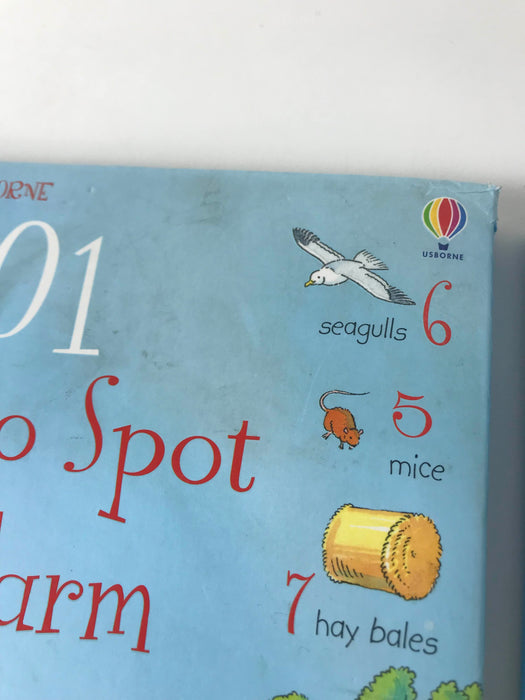 ORNE
USBORNE
01
seagulls 6
o Spot
5
mice
arm
7 hay bales